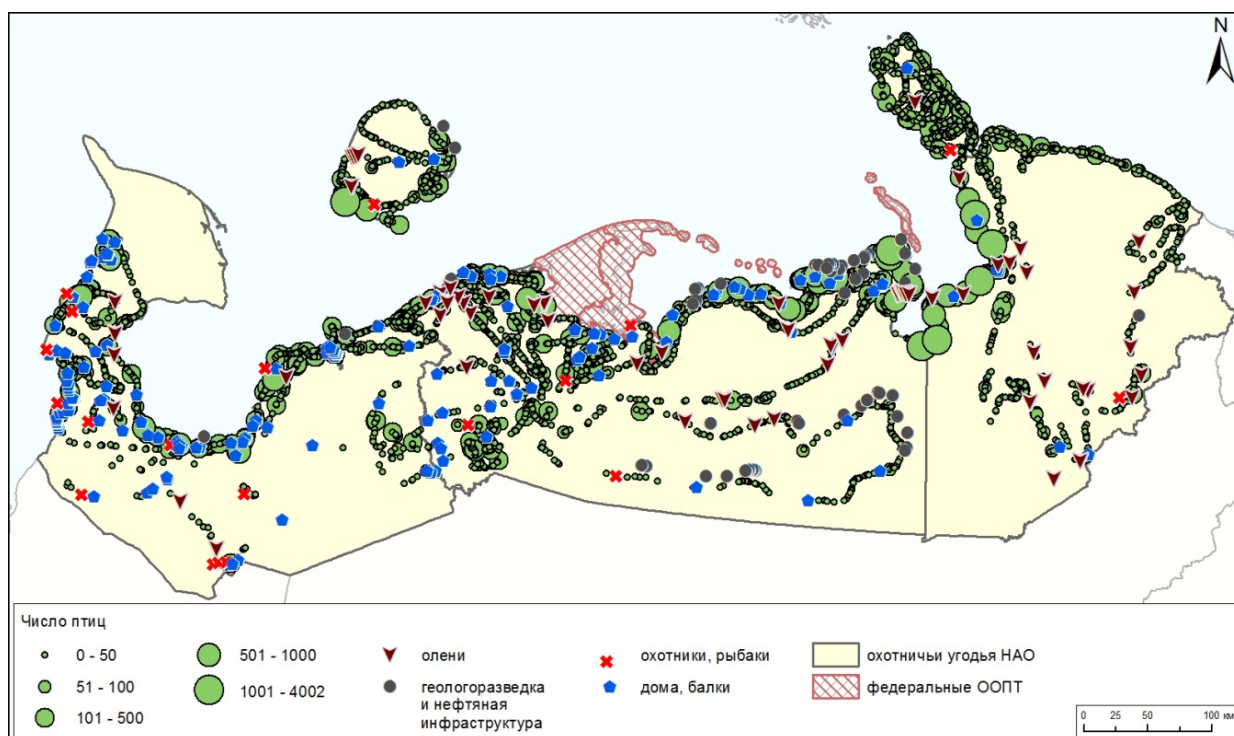 N
Число птиц
0 - 50
51 - 100
101 - 500
501 - 1000
1001 - 4002
олени
геологоразведка
и нефтяная
инфраструктура
охотники, рыбаки
дома, балки
охотничьи угодья НАО
федеральные ООПТ
0 25 50 100 км